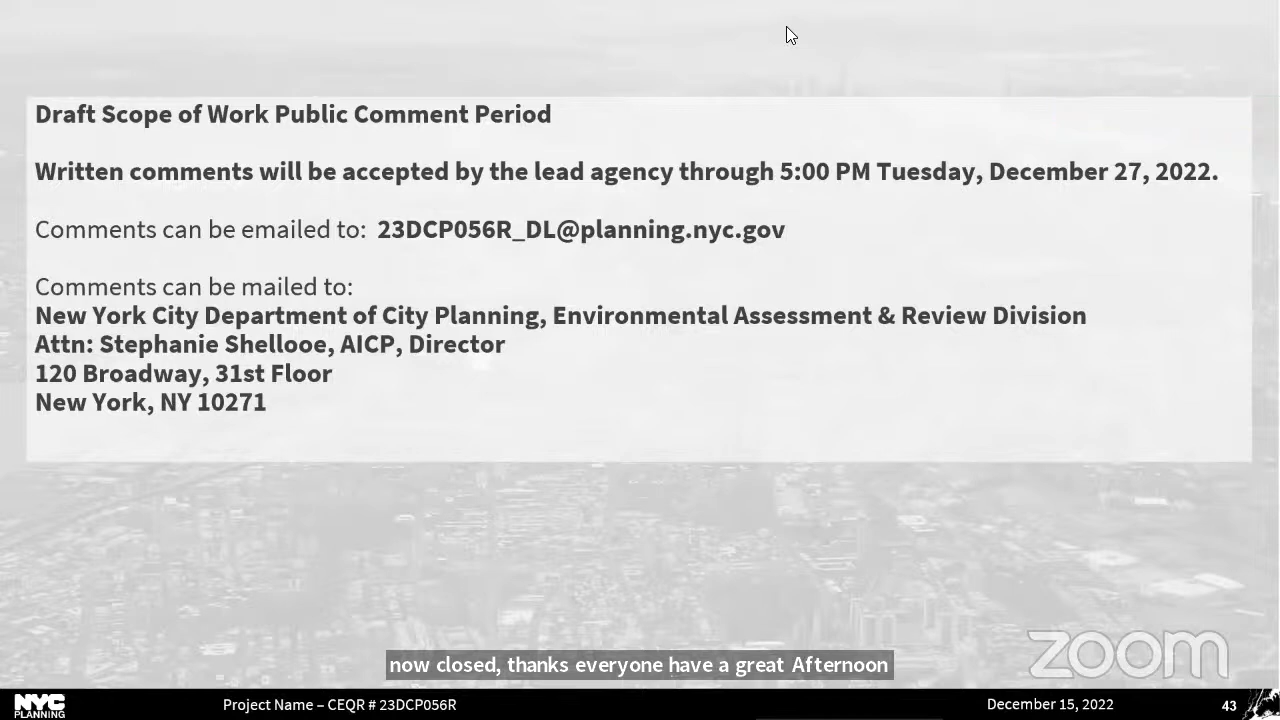 Draft Scope of Work Public Comment Period
Written comments will be accepted by the lead agency through 5:00 PM Tuesday, December 27, 2022.
Comments can be emailed to: 23DCP056R_DL@planning.nyc.gov
Comments can be mailed to:
New York City Department of City Planning, Environmental Assessment & Review Division
Attn: Stephanie Shellooe, AICP, Director
120 Broadway, 31st Floor
New York, NY 10271
zoom
now closed, thanks everyone have a great Afternoon
NYC
PLANNING
Project Name – CEQR # 23DCP056R
December 15, 2022
43